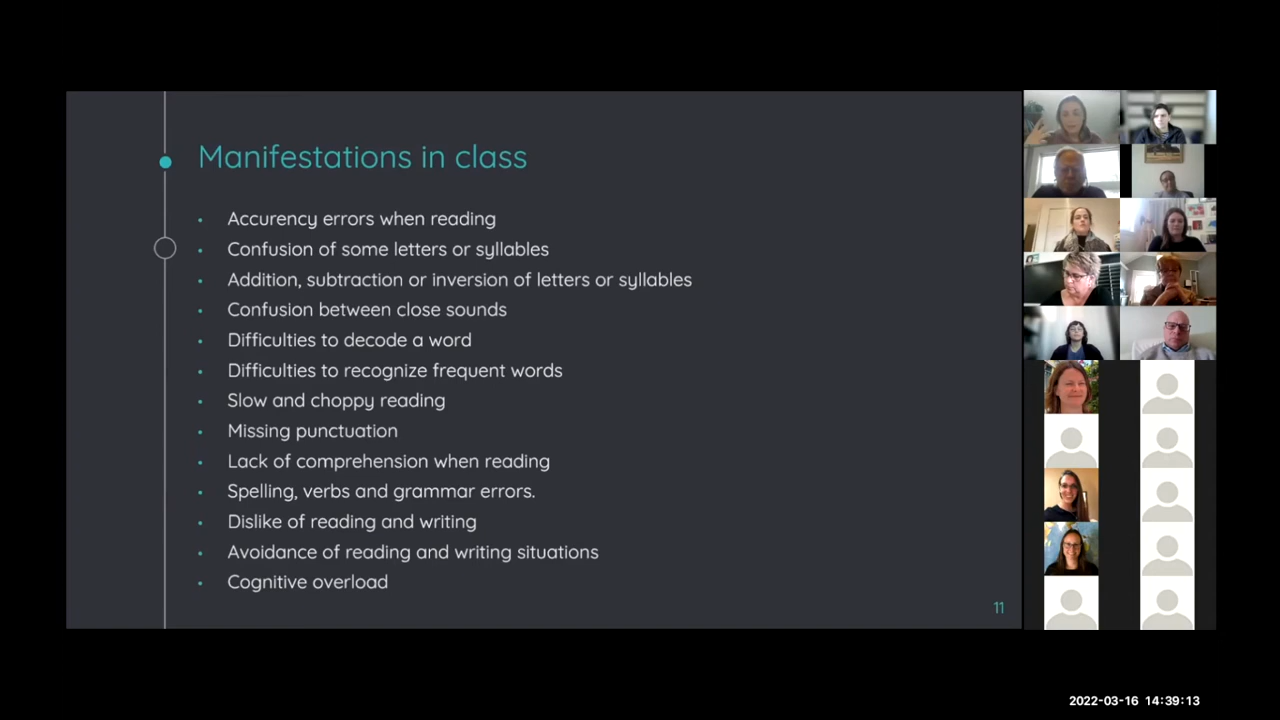 Manifestations in class
• Accurency errors when reading
• Confusion of some letters or syllables
• Addition, subtraction or inversion of letters or syllables
• Confusion between close sounds
• Difficulties to decode a word
• Difficulties to recognize frequent words
• Slow and choppy reading
• Missing punctuation
• Lack of comprehension when reading
• Spelling, verbs and grammar errors.
• Dislike of reading and writing
• Avoidance of reading and writing situations
• Cognitive overload
11
2022-03-16 14:39:13